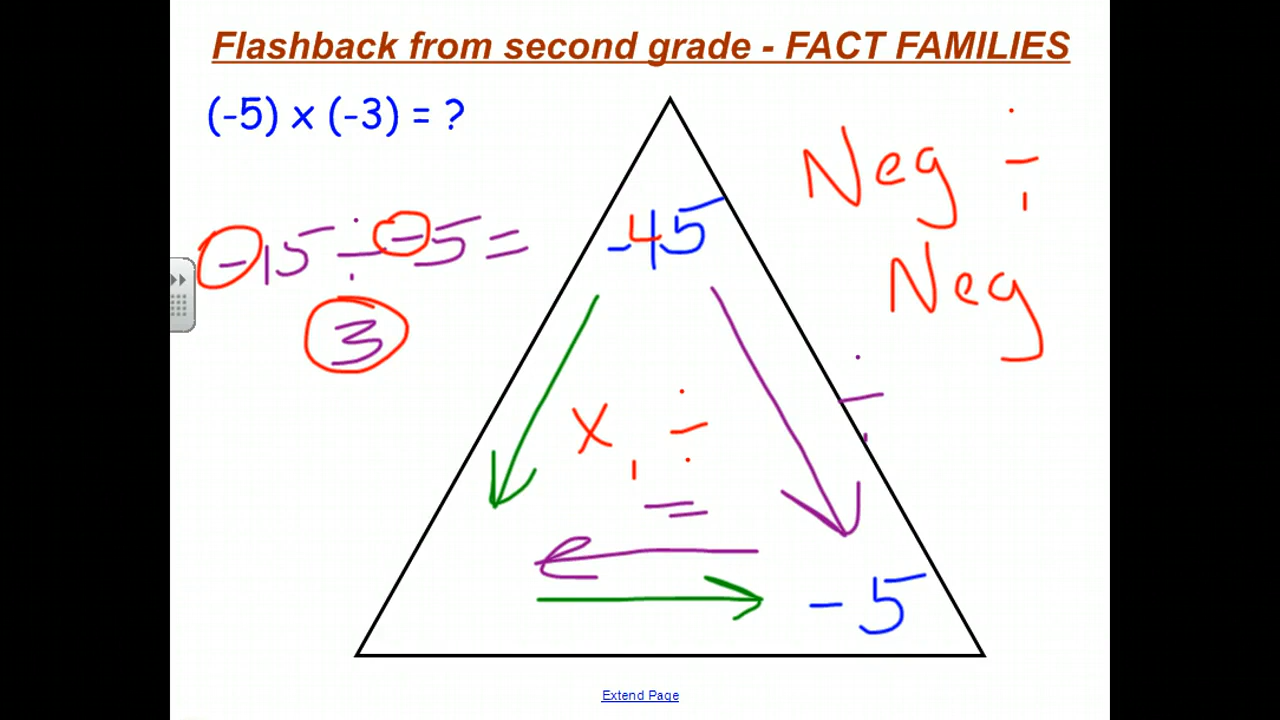 Flashback from second grade - FACT FAMILIES
(-5) x (-3) = ?
Neg ÷
Neg
-15 ÷ -5 =
3
-45
x, ÷
÷
=
-5
Extend Page